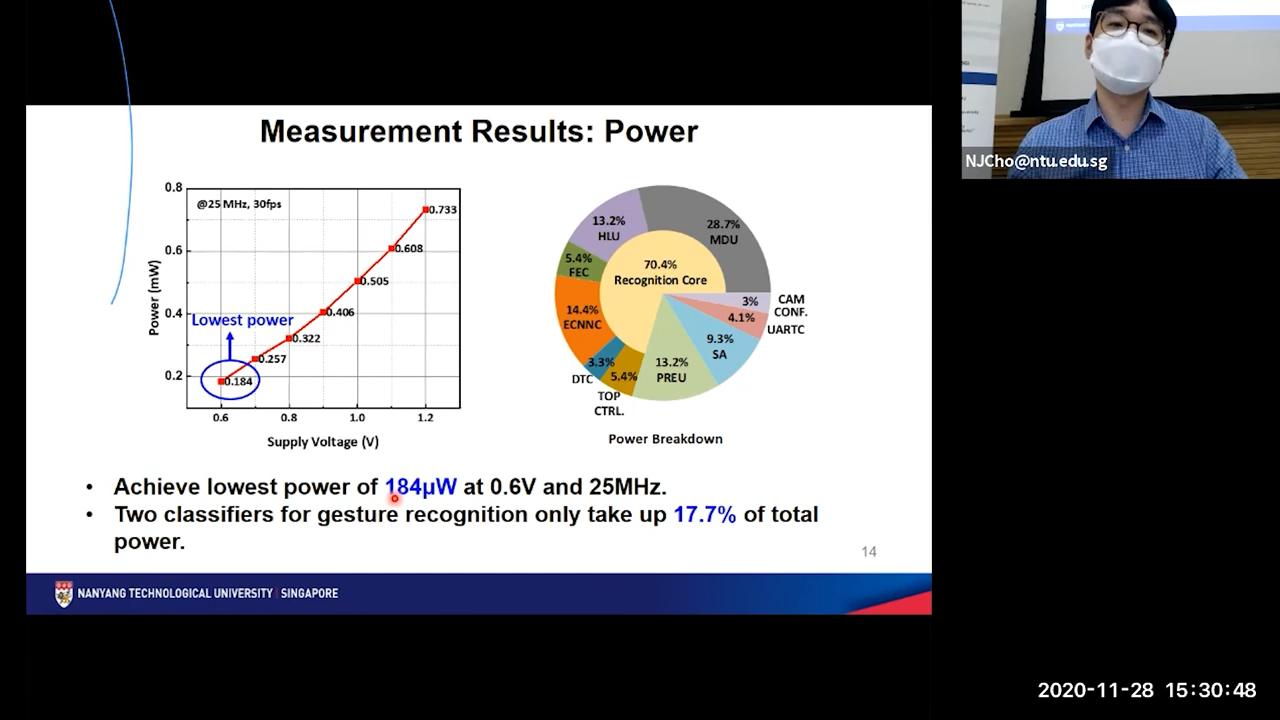 Measurement Results: Power
@25 MHz, 30fps
0.8
0.6
0.4
0.2
Power (mW)
0.733
0.608
0.505
0.406
0.322
0.257
0.184
Lowest power
0.6
0.8
1.0
1.2
Supply Voltage (V)
13.2%
HLU
28.7%
MDU
5.4%
FEC
70.4%
Recognition Core
14.4%
ECNNC
3%
CAM
CONF.
4.1%
UARTC
9.3%
SA
13.2%
PREU
3.3%
DTC
5.4%
TOP
CTRL.
Power Breakdown
• Achieve lowest power of 184µW at 0.6V and 25MHz.
• Two classifiers for gesture recognition only take up 17.7% of total
power.
14
NANYANG TECHNOLOGICAL UNIVERSITY | SINGAPORE
NJCho@ntu.edu.sg
2020-11-28 15:30:48